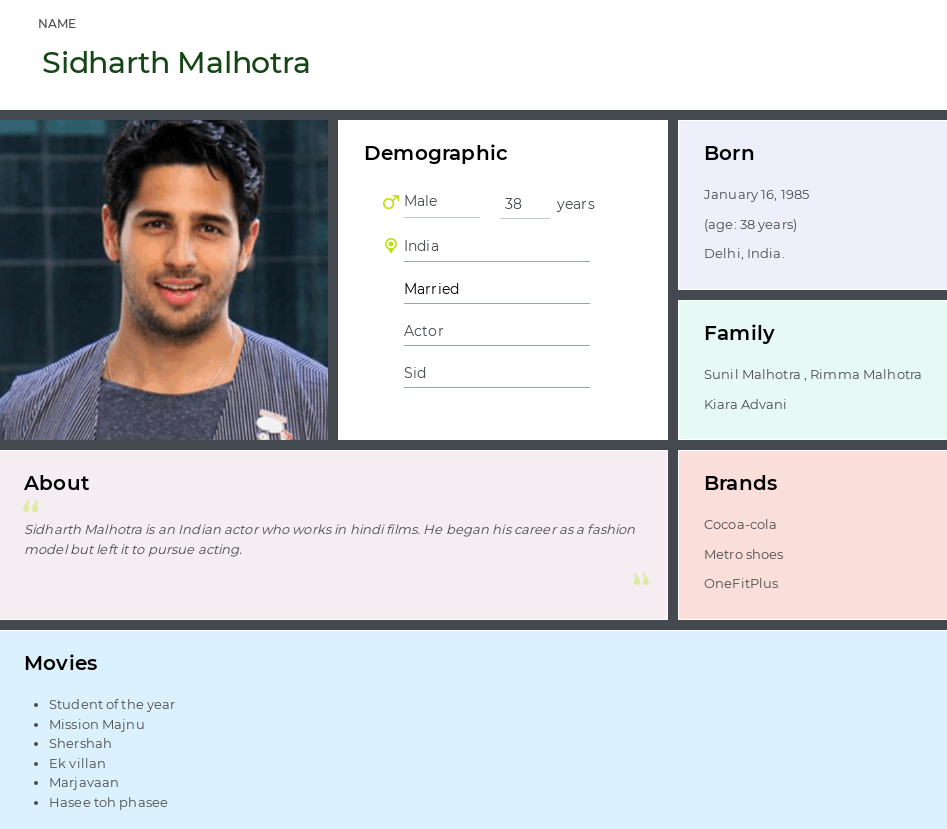 NAME
Sidharth Malhotra
Demographic
Male 38 years
India
Married
Actor
Sid
Born
January 16, 1985
(age: 38 years)
Delhi, India.
Family
Sunil Malhotra , Rimma Malhotra
Kiara Advani
About
“
Sidharth Malhotra is an Indian actor who works in hindi films. He began his career as a fashion
model but left it to pursue acting.
”
Brands
Cocoa-cola
Metro shoes
OneFitPlus
Movies
• Student of the year
• Mission Majnu
• Shershah
• Ek villan
• Marjavaan
• Hasee toh phasee